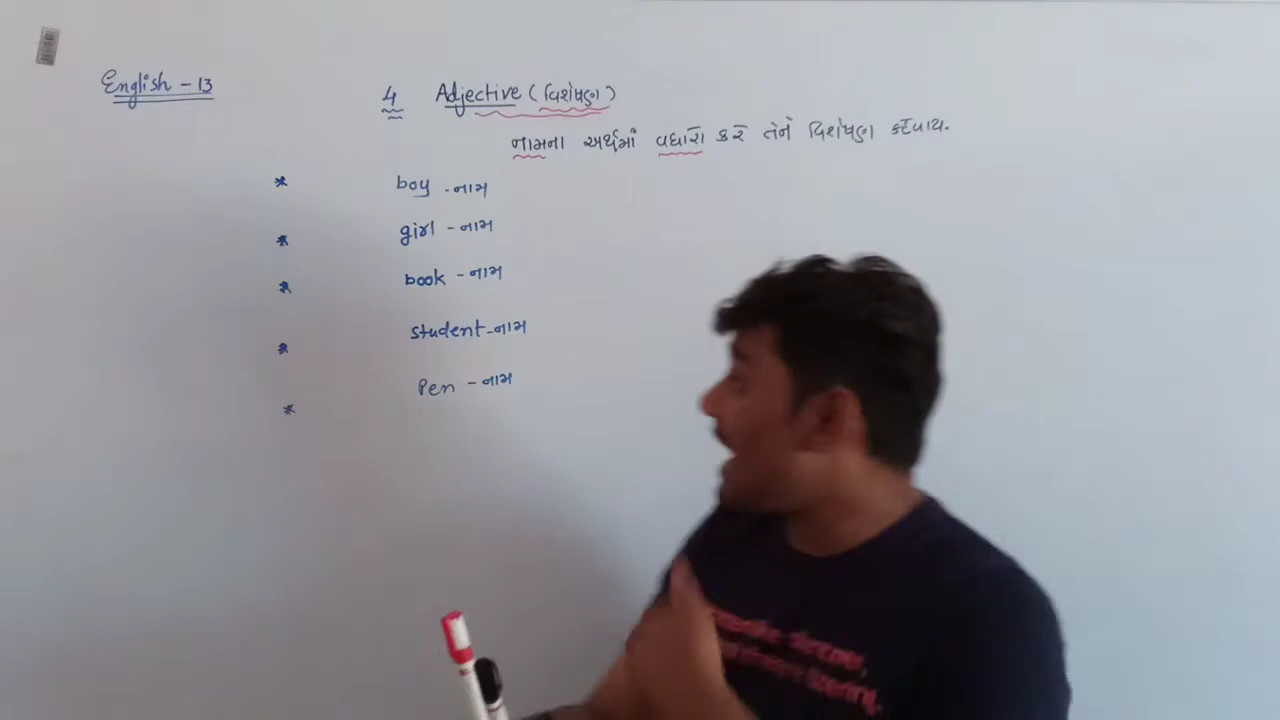 English - 13
4 Adjective (વિશેષણ)
નામના અર્થમાં વધારો કરે તેને વિશેષણ કહેવાય.
* boy - નામ
* girl - નામ
* book - નામ
* student - નામ
* Pen - નામ